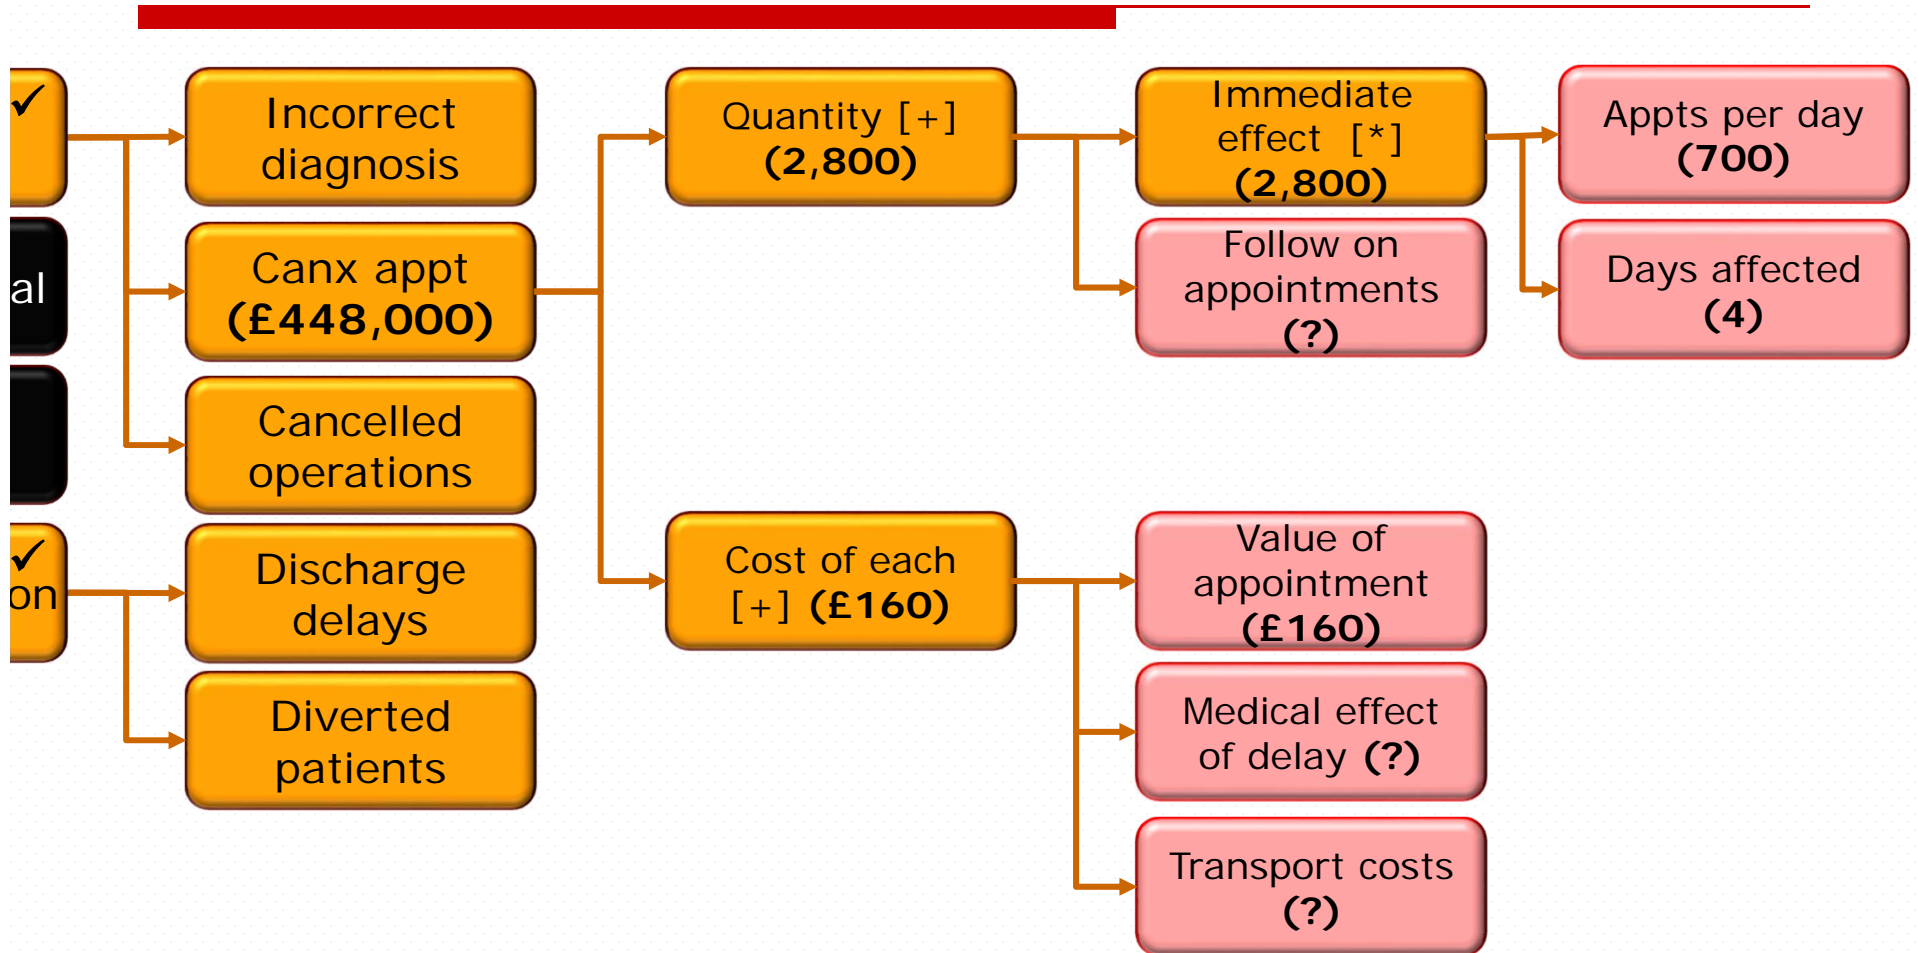 ✓
al
✓
on
Incorrect
diagnosis
Canx appt
(£448,000)
Cancelled
operations
Discharge
delays
Diverted
patients
Quantity [+]
(2,800)
Cost of each
[+] (£160)
Immediate
effect [*]
(2,800)
Follow on
appointments
(?)
Value of
appointment
(£160)
Medical effect
of delay (?)
Transport costs
(?)
Appts per day
(700)
Days affected
(4)